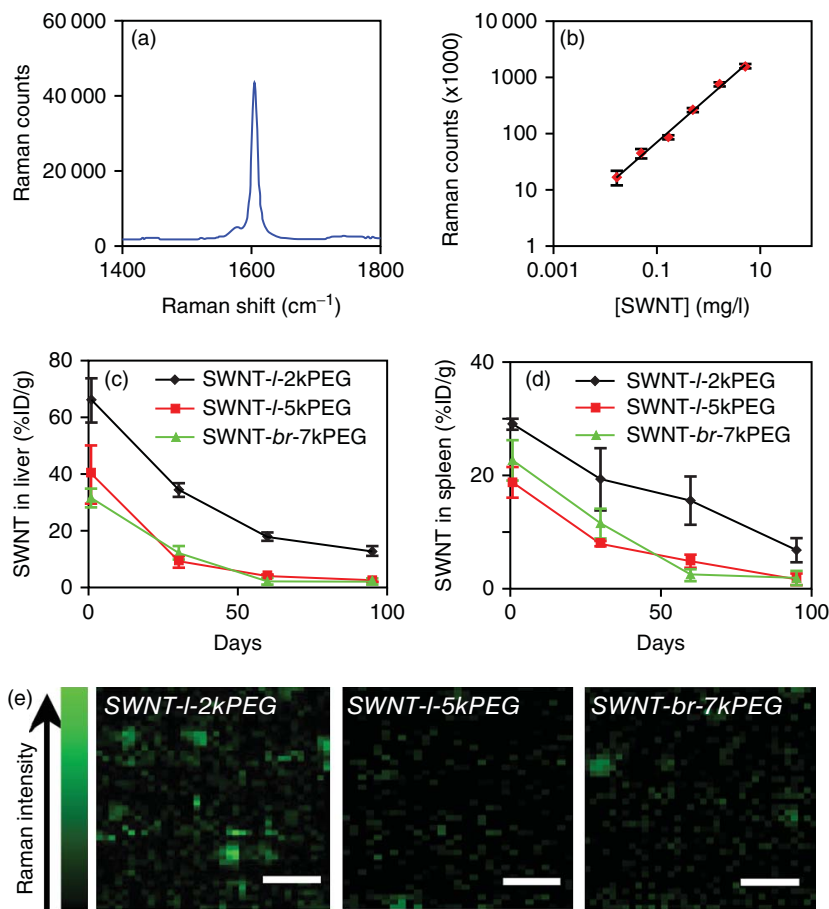 (a)
60 000
40 000
20 000
0
Raman counts
1400
1600
1800
Raman shift (cm⁻¹)
(b)
10 000
1000
100
10
1
Raman counts (x1000)
0.001
0.1
10
[SWNT] (mg/l)
(c)
80
60
40
20
0
SWNT in liver (%ID/g)
SWNT-l-2kPEG
SWNT-l-5kPEG
SWNT-br-7kPEG
0
50
100
Days
(d)
40
20
0
SWNT in spleen (%ID/g)
SWNT-l-2kPEG
SWNT-l-5kPEG
SWNT-br-7kPEG
0
50
100
Days
(e)
Raman intensity
SWNT-l-2kPEG
SWNT-l-5kPEG
SWNT-br-7kPEG